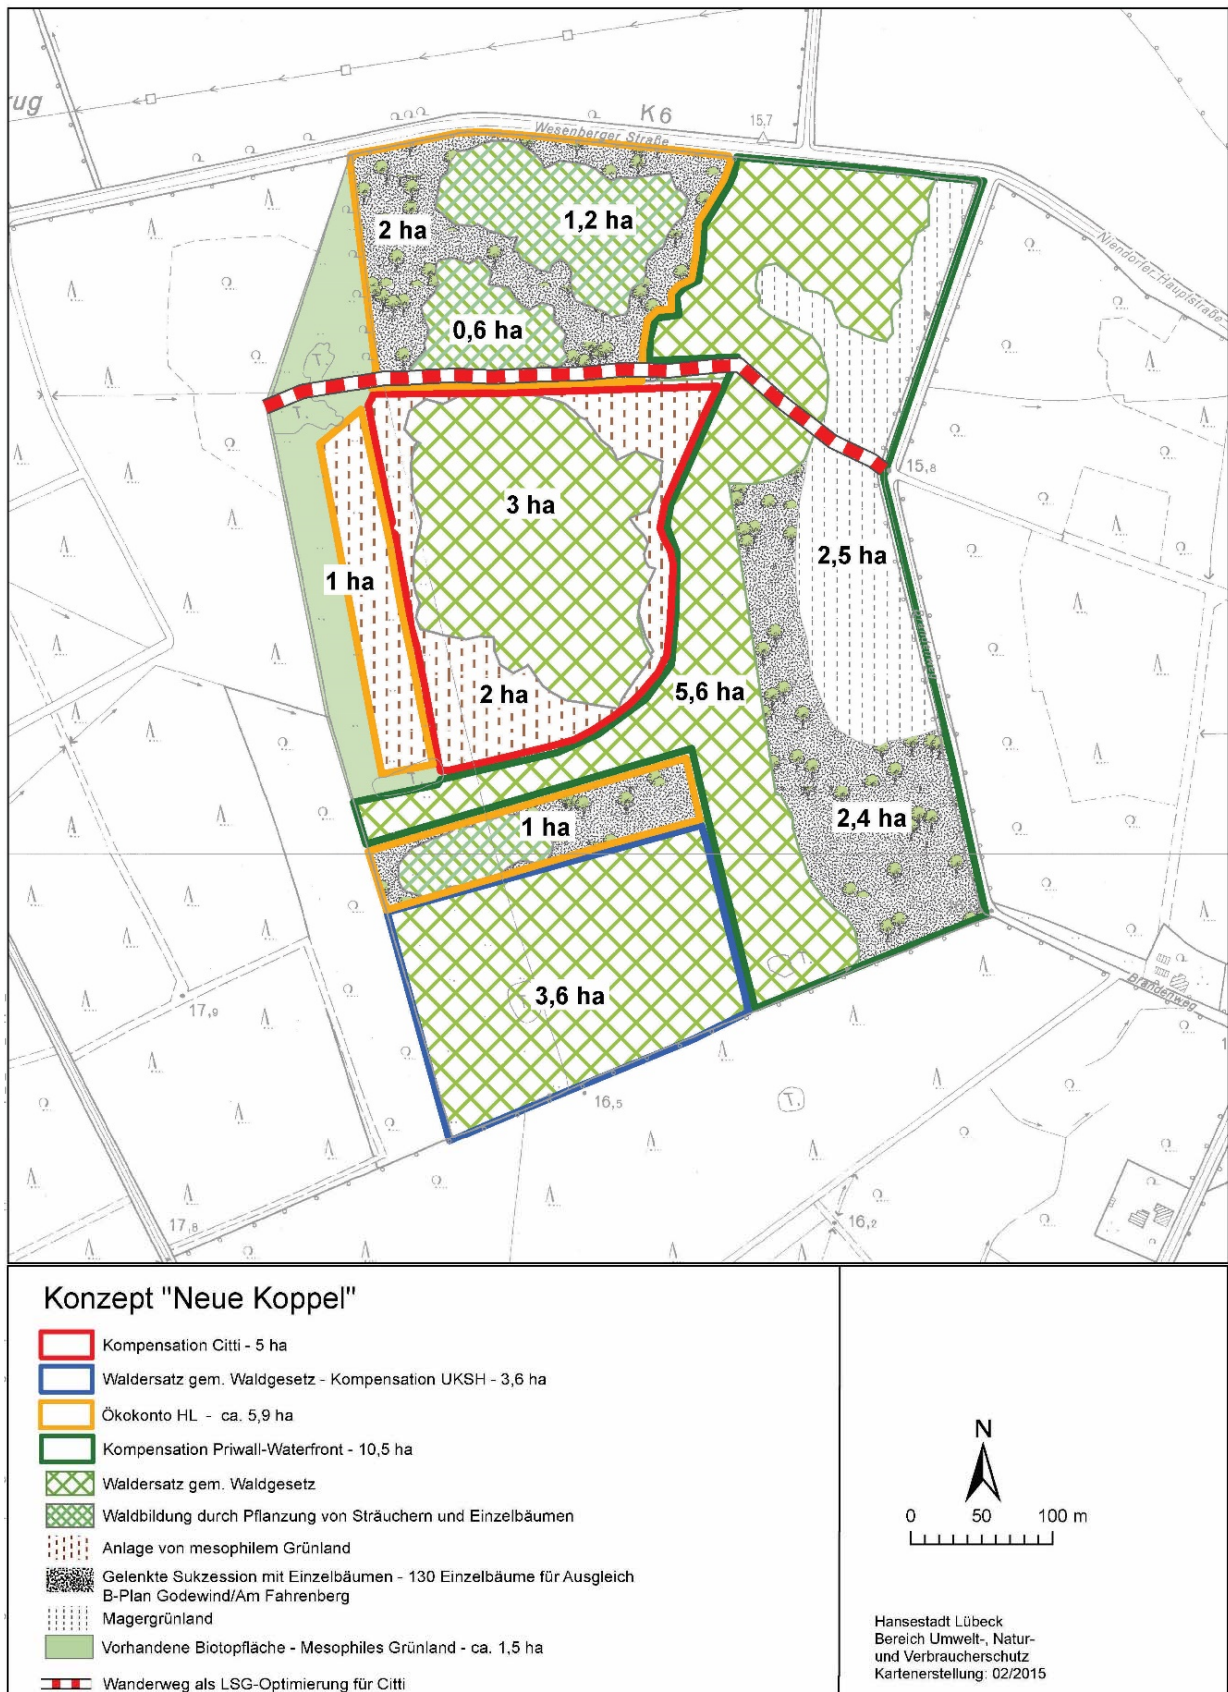 rug
K6
15,7
Wesenberger Straße
Niendorfer Hauptstraße
2 ha
1,2 ha
0,6 ha
T.
T.
15,8
3 ha
1 ha
2,5 ha
2 ha
5,6 ha
T
1 ha
2,4 ha
3,6 ha
T.
Brandenweg
17,9
16,5
T.
17,8
16,2
Konzept "Neue Koppel"
Kompensation Citti - 5 ha
Waldersatz gem. Waldgesetz - Kompensation UKSH - 3,6 ha
Ökokonto HL - ca. 5,9 ha
Kompensation Priwall-Waterfront - 10,5 ha
Waldersatz gem. Waldgesetz
Waldbildung durch Pflanzung von Sträuchern und Einzelbäumen
Anlage von mesophilem Grünland
Gelenkte Sukzession mit Einzelbäumen - 130 Einzelbäume für Ausgleich
B-Plan Godewind/Am Fahrenberg
Magergrünland
Vorhandene Biotopfläche - Mesophiles Grünland - ca. 1,5 ha
Wanderweg als LSG-Optimierung für Citti
N
0 50 100 m
Hansestadt Lübeck
Bereich Umwelt-, Natur-
und Verbraucherschutz
Kartenerstellung: 02/2015